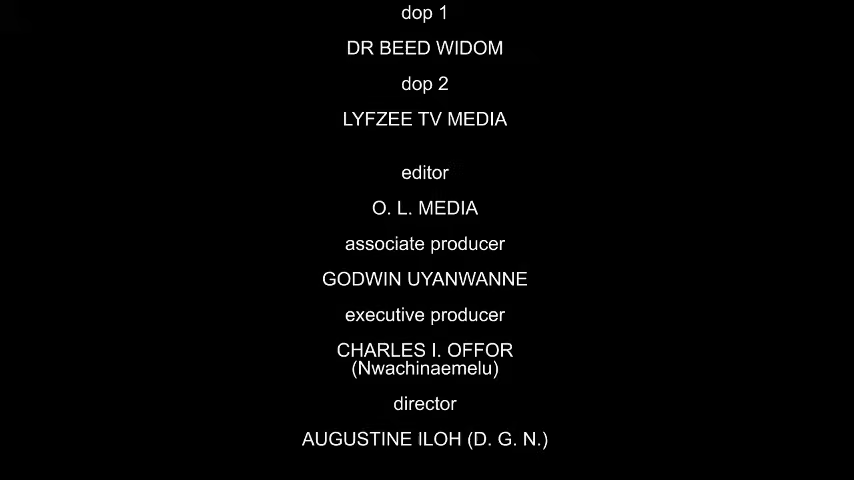 dop 1
DR BEED WIDOM
dop 2
LYFZEE TV MEDIA
editor
O. L. MEDIA
associate producer
GODWIN UYANWANNE
executive producer
CHARLES I. OFFOR
(Nwachinaemelu)
director
AUGUSTINE ILOH (D. G. N.)